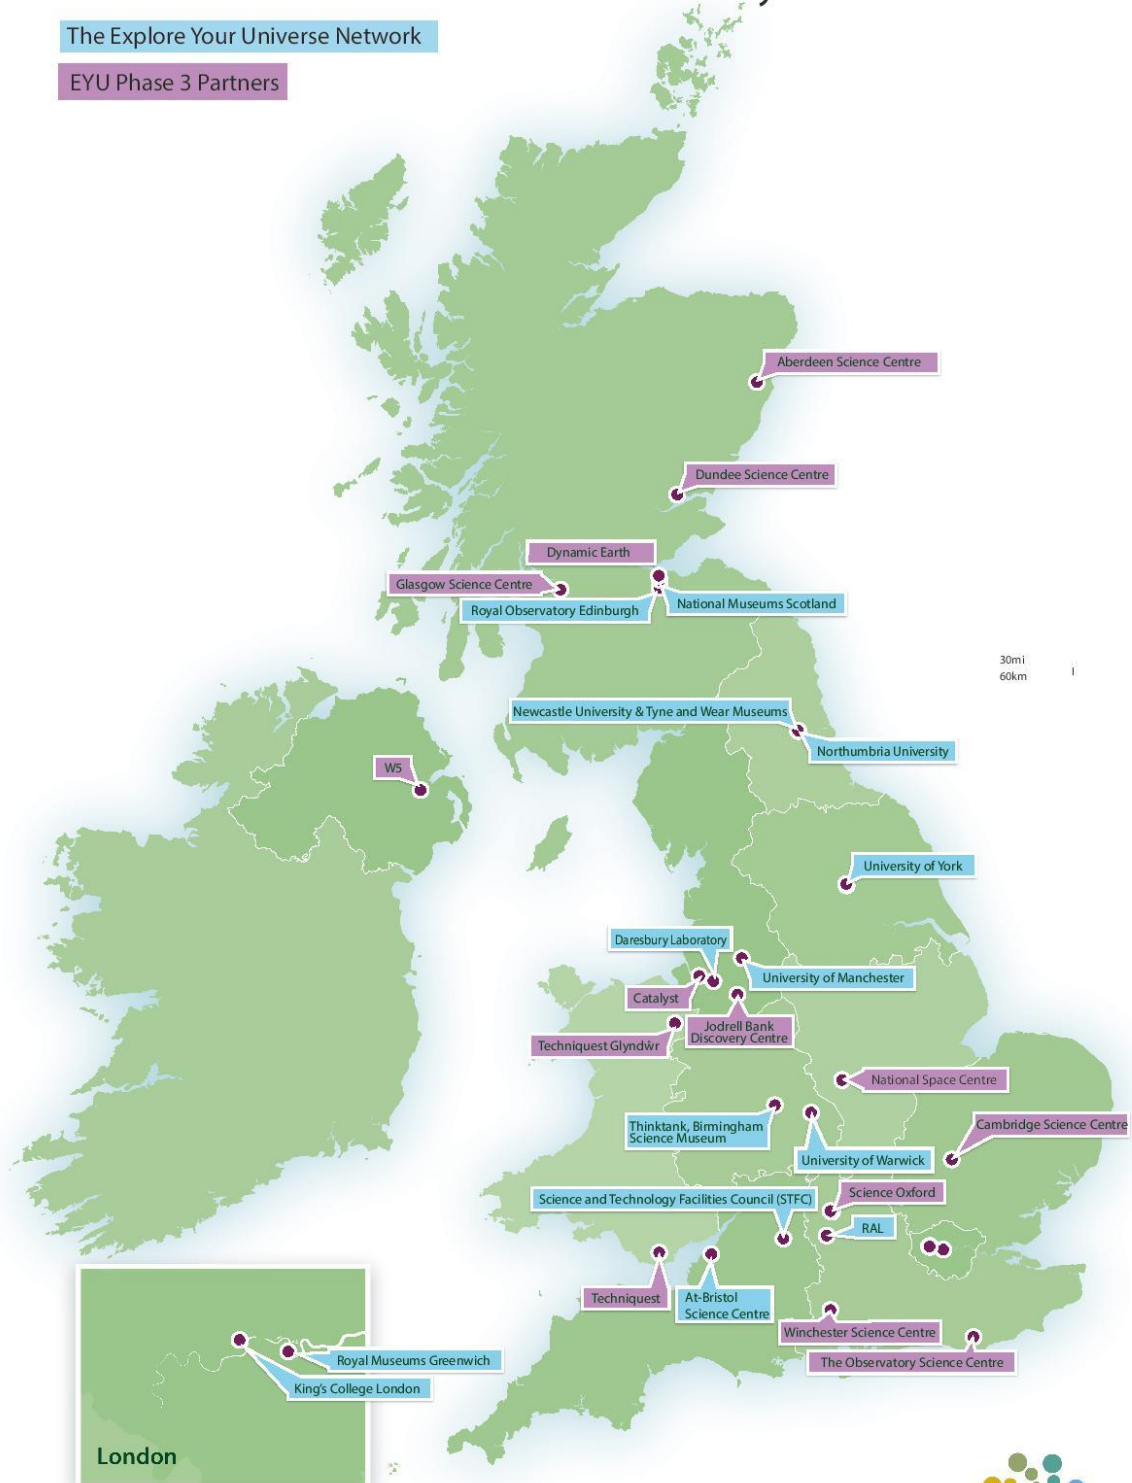 The Explore Your Universe Network
EYU Phase 3 Partners
Aberdeen Science Centre
Dundee Science Centre
Dynamic Earth
Glasgow Science Centre
National Museums Scotland
Royal Observatory Edinburgh
30mi
60km
Newcastle University & Tyne and Wear Museums
Northumbria University
W5
University of York
Daresbury Laboratory
University of Manchester
Catalyst
Jodrell Bank
Discovery Centre
Techniquest Glyndŵr
National Space Centre
Thinktank, Birmingham
Science Museum
Cambridge Science Centre
University of Warwick
Science and Technology Facilities Council (STFC)
Science Oxford
RAL
Techniquest
At-Bristol
Science Centre
Winchester Science Centre
The Observatory Science Centre
Royal Museums Greenwich
King's College London
London